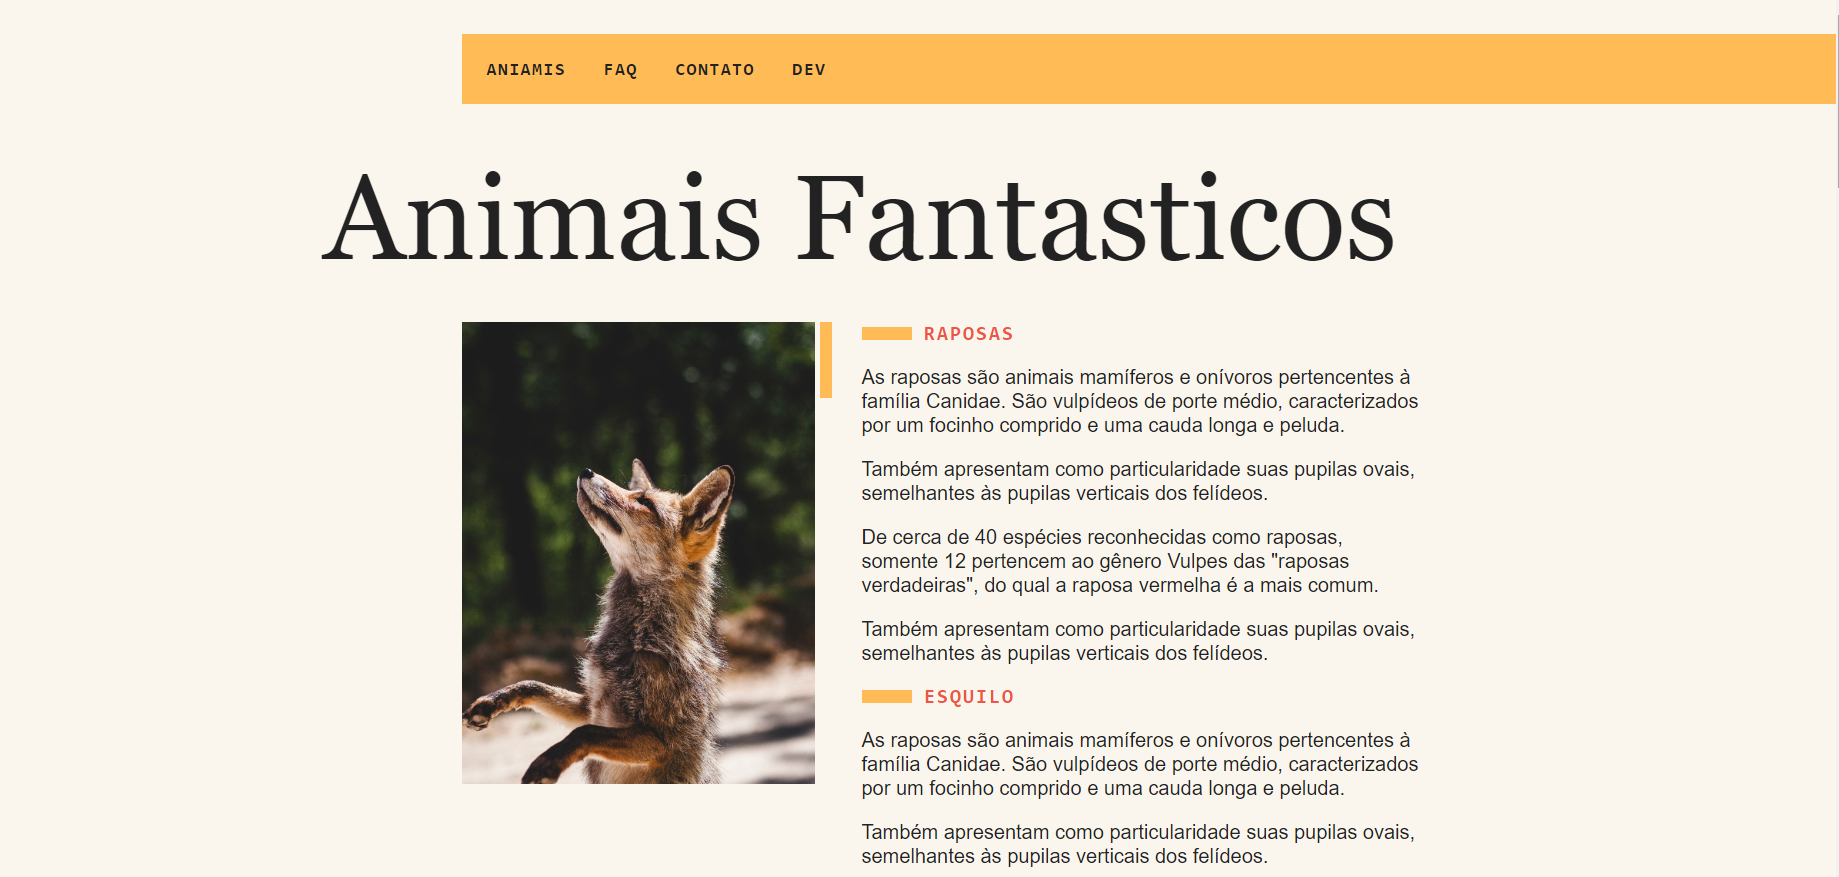 ANIAMIS FAQ CONTATO DEV
Animais Fantasticos
RAPOSAS
As raposas são animais mamíferos e onívoros pertencentes à
família Canidae. São vulpídeos de porte médio, caracterizados
por um focinho comprido e uma cauda longa e peluda.
Também apresentam como particularidade suas pupilas ovais,
semelhantes às pupilas verticais dos felídeos.
De cerca de 40 espécies reconhecidas como raposas,
somente 12 pertencem ao gênero Vulpes das "raposas
verdadeiras", do qual a raposa vermelha é a mais comum.
Também apresentam como particularidade suas pupilas ovais,
semelhantes às pupilas verticais dos felídeos.
ESQUILO
As raposas são animais mamíferos e onívoros pertencentes à
família Canidae. São vulpídeos de porte médio, caracterizados
por um focinho comprido e uma cauda longa e peluda.
Também apresentam como particularidade suas pupilas ovais,
semelhantes às pupilas verticais dos felídeos.